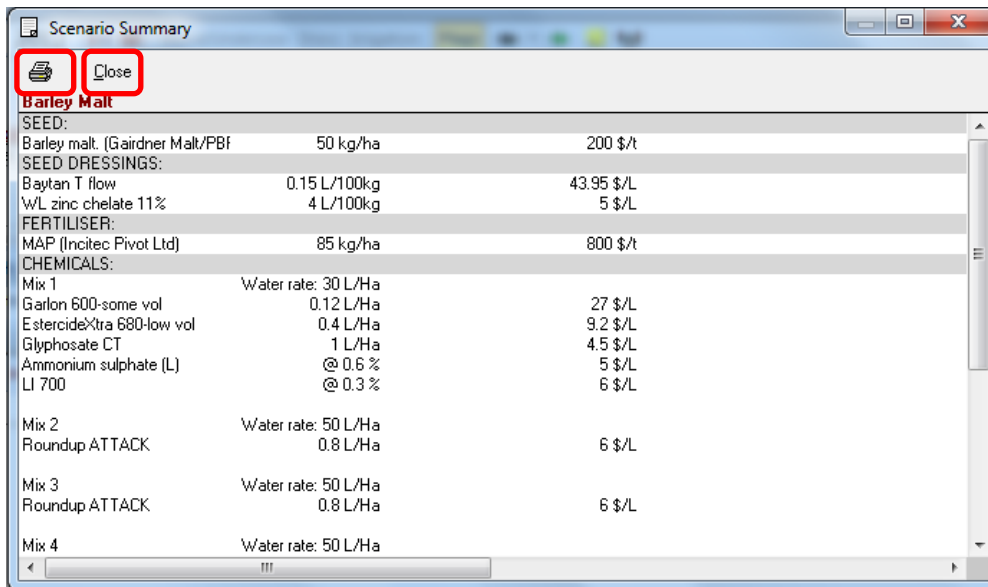 Scenario Summary
Close
Barley Malt
SEED:
Barley malt. (Gairdner Malt/PBF 50 kg/ha 200 $/t
SEED DRESSINGS:
Baytan T flow 0.15 L/100kg 43.95 $/L
WL zinc chelate 11% 4 L/100kg 5 $/L
FERTILISER:
MAP (Incitec Pivot Ltd) 85 kg/ha 800 $/t
CHEMICALS:
Mix 1 Water rate: 30 L/Ha
Garlon 600-some vol 0.12 L/Ha 27 $/L
EstercideXtra 680-low vol 0.4 L/Ha 9.2 $/L
Glyphosate CT 1 L/Ha 4.5 $/L
Ammonium sulphate (L) @ 0.6 % 5 $/L
LI 700 @ 0.3 % 6 $/L
Mix 2 Water rate: 50 L/Ha
Roundup ATTACK 0.8 L/Ha 6 $/L
Mix 3 Water rate: 50 L/Ha
Roundup ATTACK 0.8 L/Ha 6 $/L
Mix 4 Water rate: 50 L/Ha